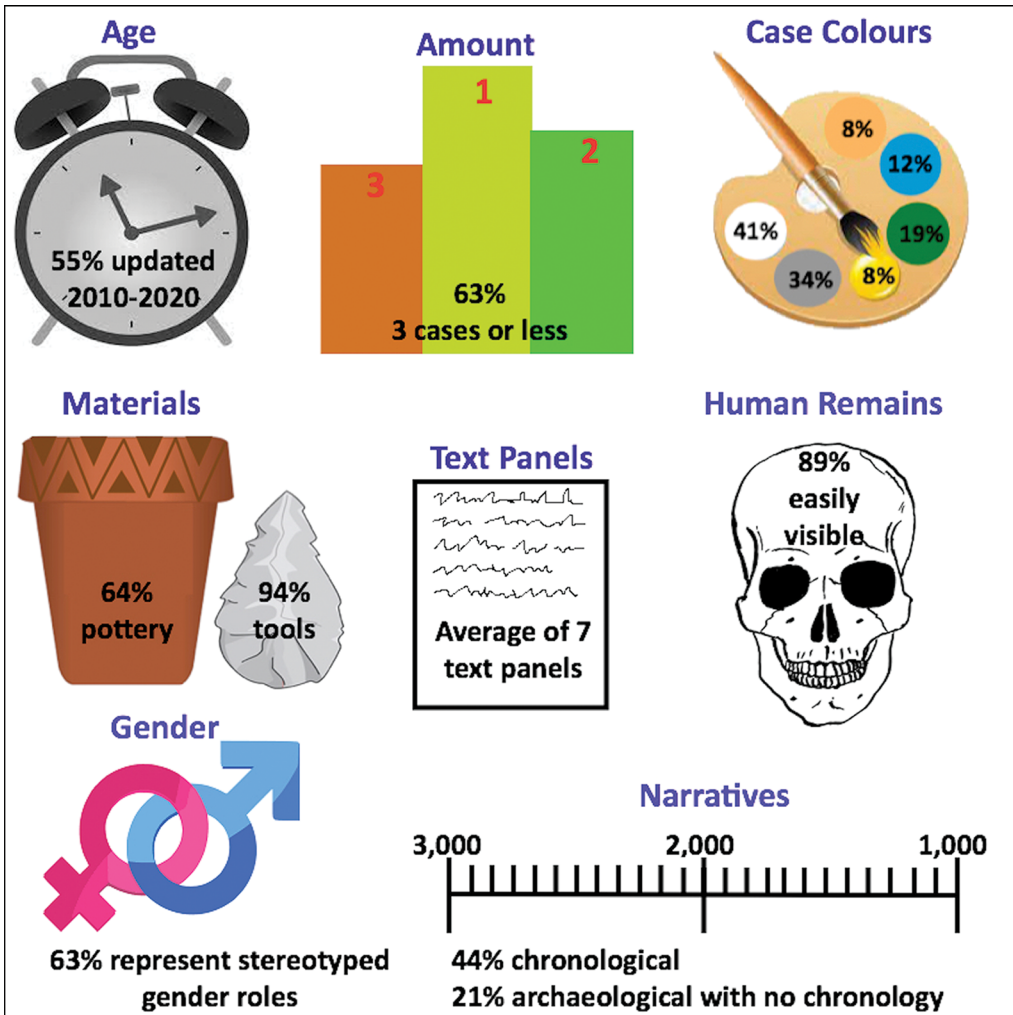 Age
55% updated
2010-2020
Amount
1
2
3
63%
3 cases or less
Case Colours
8%
12%
19%
8%
34%
41%
Materials
64%
pottery
94%
tools
Text Panels
Average of 7
text panels
Human Remains
89%
easily
visible
Gender
63% represent stereotyped
gender roles
Narratives
3,000 2,000 1,000
44% chronological
21% archaeological with no chronology